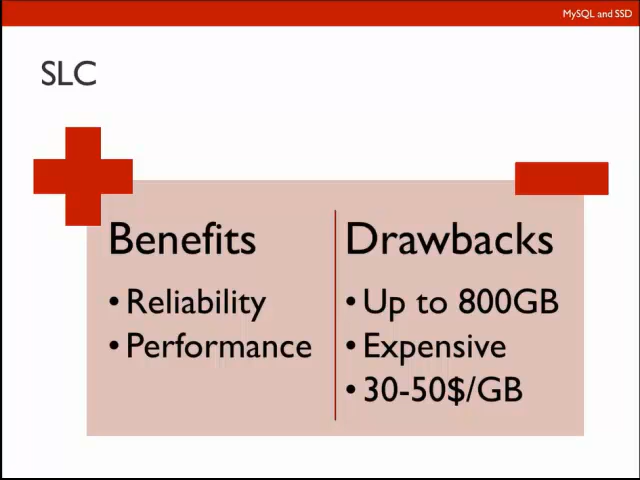 MySQL and SSD
SLC
Benefits
• Reliability
• Performance
Drawbacks
• Up to 800GB
• Expensive
• 30-50$/GB